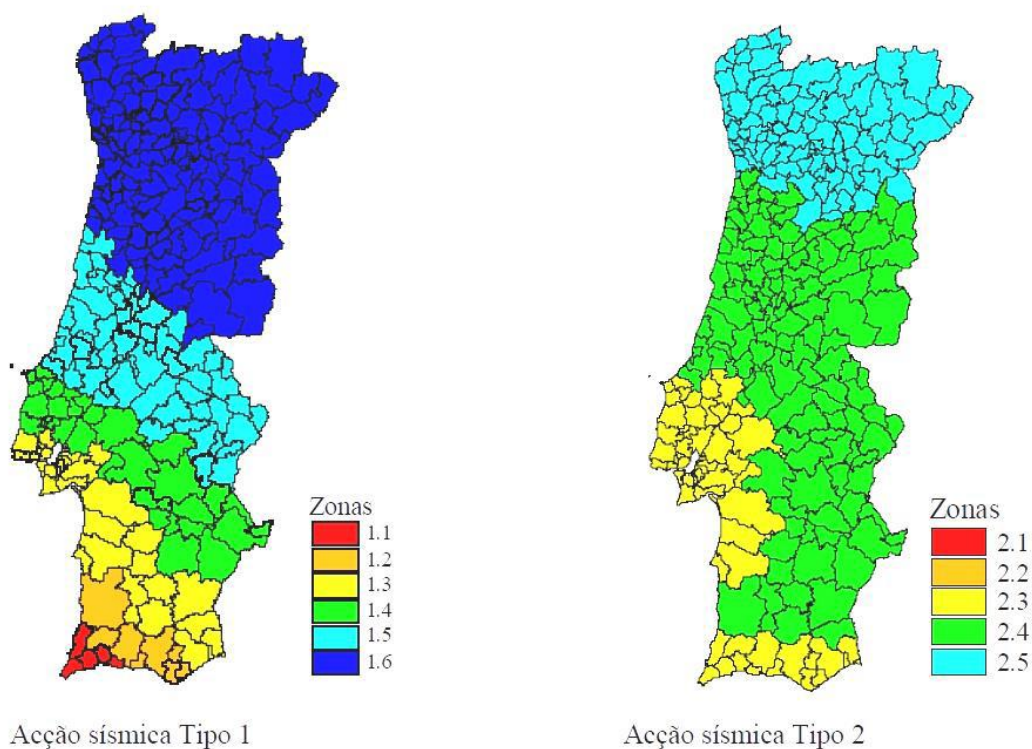 Zonas
1.1
1.2
1.3
1.4
1.5
1.6
Acção sísmica Tipo 1
Zonas
2.1
2.2
2.3
2.4
2.5
Acção sísmica Tipo 2